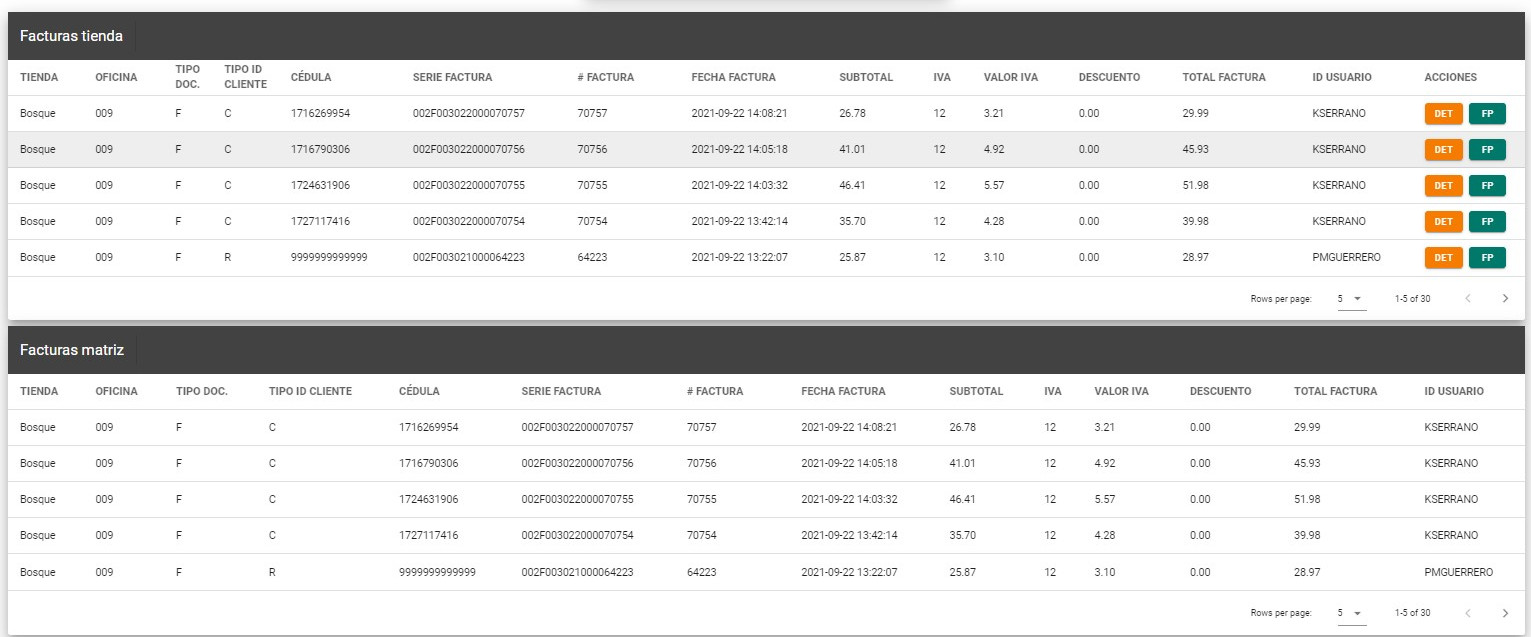 Facturas tienda
TIENDA OFICINA TIPO DOC. TIPO ID CLIENTE CÉDULA SERIE FACTURA # FACTURA FECHA FACTURA SUBTOTAL IVA VALOR IVA DESCUENTO TOTAL FACTURA ID USUARIO ACCIONES
Bosque 009 F C 1716269954 002F003022000070757 70757 2021-09-22 14:08:21 26.78 12 3.21 0.00 29.99 KSERRANO DET FP
Bosque 009 F C 1716790306 002F003022000070756 70756 2021-09-22 14:05:18 41.01 12 4.92 0.00 45.93 KSERRANO DET FP
Bosque 009 F C 1724631906 002F003022000070755 70755 2021-09-22 14:03:32 46.41 12 5.57 0.00 51.98 KSERRANO DET FP
Bosque 009 F C 1727117416 002F003022000070754 70754 2021-09-22 13:42:14 35.70 12 4.28 0.00 39.98 KSERRANO DET FP
Bosque 009 F R 9999999999999 002F003021000064223 64223 2021-09-22 13:22:07 25.87 12 3.10 0.00 28.97 PMGUERRERO DET FP
Rows per page: 5 1-5 of 30
Facturas matriz
TIENDA OFICINA TIPO DOC. TIPO ID CLIENTE CÉDULA SERIE FACTURA # FACTURA FECHA FACTURA SUBTOTAL IVA VALOR IVA DESCUENTO TOTAL FACTURA ID USUARIO
Bosque 009 F C 1716269954 002F003022000070757 70757 2021-09-22 14:08:21 26.78 12 3.21 0.00 29.99 KSERRANO
Bosque 009 F C 1716790306 002F003022000070756 70756 2021-09-22 14:05:18 41.01 12 4.92 0.00 45.93 KSERRANO
Bosque 009 F C 1724631906 002F003022000070755 70755 2021-09-22 14:03:32 46.41 12 5.57 0.00 51.98 KSERRANO
Bosque 009 F C 1727117416 002F003022000070754 70754 2021-09-22 13:42:14 35.70 12 4.28 0.00 39.98 KSERRANO
Bosque 009 F R 9999999999999 002F003021000064223 64223 2021-09-22 13:22:07 25.87 12 3.10 0.00 28.97 PMGUERRERO
Rows per page: 5 1-5 of 30